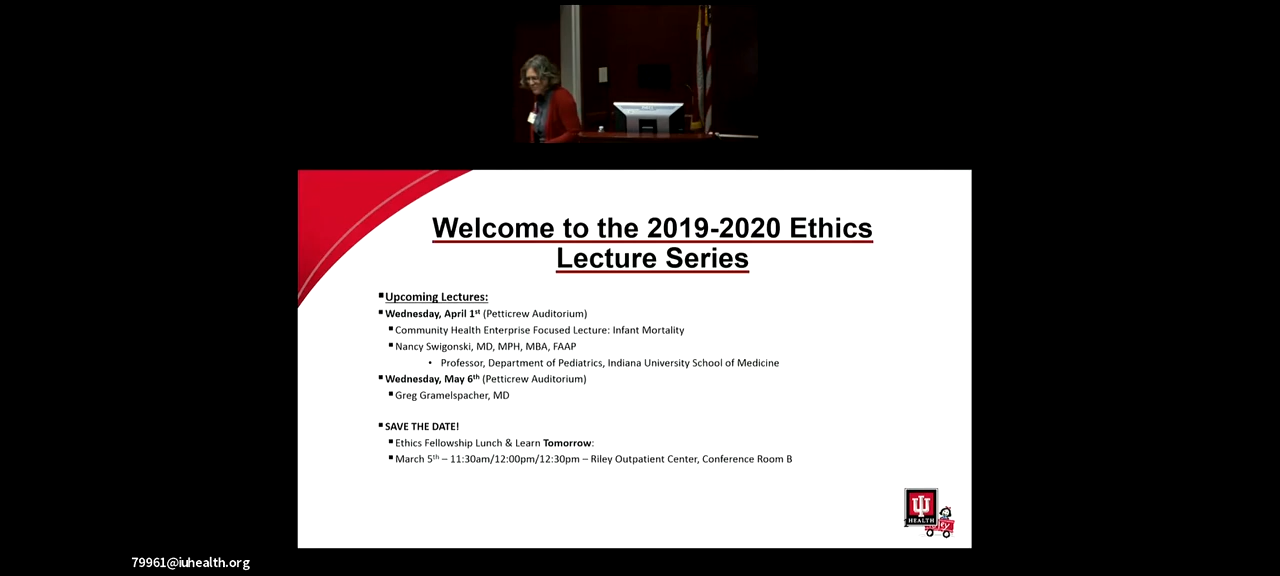 Welcome to the 2019-2020 Ethics
Lecture Series
Upcoming Lectures:
Wednesday, April 1st (Petticrew Auditorium)
Community Health Enterprise Focused Lecture: Infant Mortality
Nancy Swigonski, MD, MPH, MBA, FAAP
Professor, Department of Pediatrics, Indiana University School of Medicine
Wednesday, May 6th (Petticrew Auditorium)
Greg Gramelspacher, MD
SAVE THE DATE!
Ethics Fellowship Lunch & Learn Tomorrow:
March 5th – 11:30am/12:00pm/12:30pm – Riley Outpatient Center, Conference Room B
HEALTH
79961@iuhealth.org